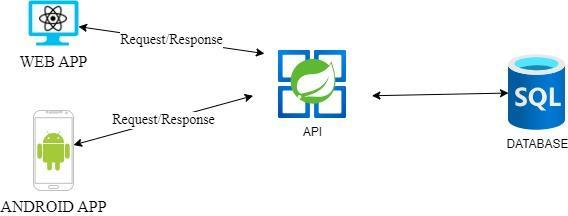 Request/Response
WEB APP
Request/Response
API
SQL
DATABASE
ANDROID APP